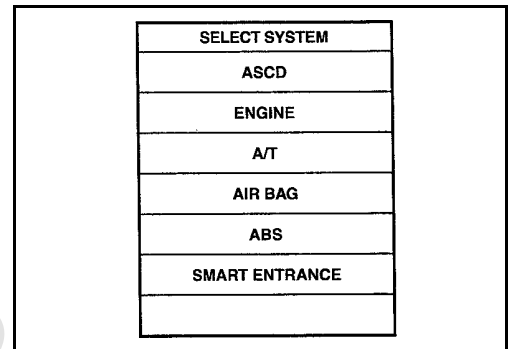 SELECT SYSTEM
ASCD
ENGINE
A/T
AIR BAG
ABS
SMART ENTRANCE